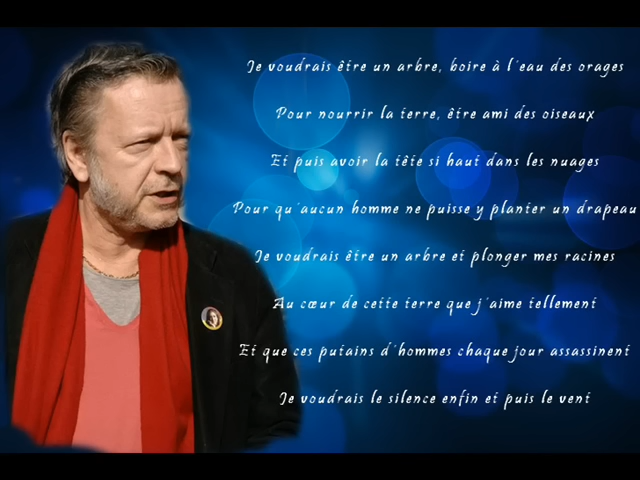 Je voudrais être un arbre, boire à l'eau des orages
Pour nourrir la terre, être ami des oiseaux
Et puis avoir la tête si haut dans les nuages
Pour qu'aucun homme ne puisse y planter un drapeau
Je voudrais être un arbre et plonger mes racines
Au cœur de cette terre que j'aime tellement
Et que ces putains d'hommes chaque jour assassinent
Je voudrais le silence enfin et puis le vent